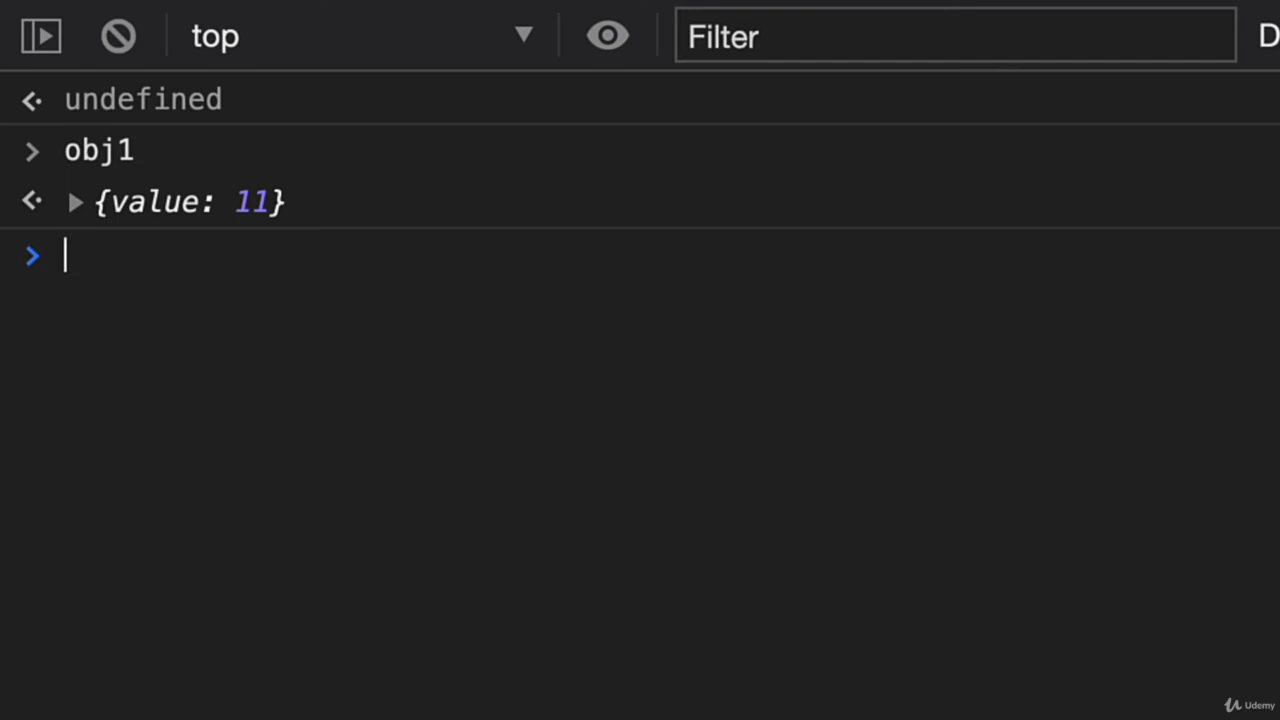 top
Filter
D
undefined
obj1
{value: 11}
Udemy